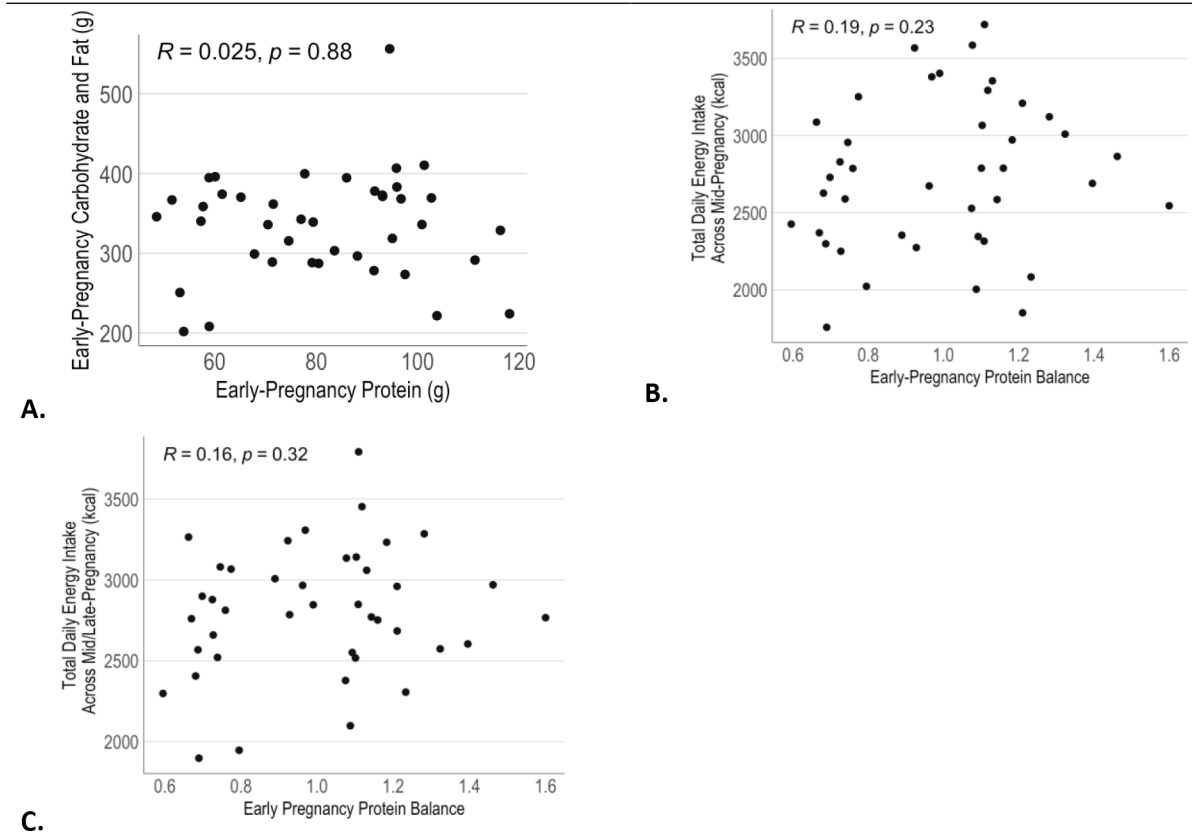 Early-Pregnancy Carbohydrate and Fat (g)
R = 0.025, p = 0.88
500
400
300
200
60 80 100 120
Early-Pregnancy Protein (g)
A.
Total Daily Energy Intake
Across Mid-Pregnancy (kcal)
R = 0.19, p = 0.23
3500
3000
2500
2000
0.6 0.8 1.0 1.2 1.4 1.6
Early-Pregnancy Protein Balance
B.
Total Daily Energy Intake
Across Mid/Late-Pregnancy (kcal)
R = 0.16, p = 0.32
3500
3000
2500
2000
0.6 0.8 1.0 1.2 1.4 1.6
Early Pregnancy Protein Balance
C.